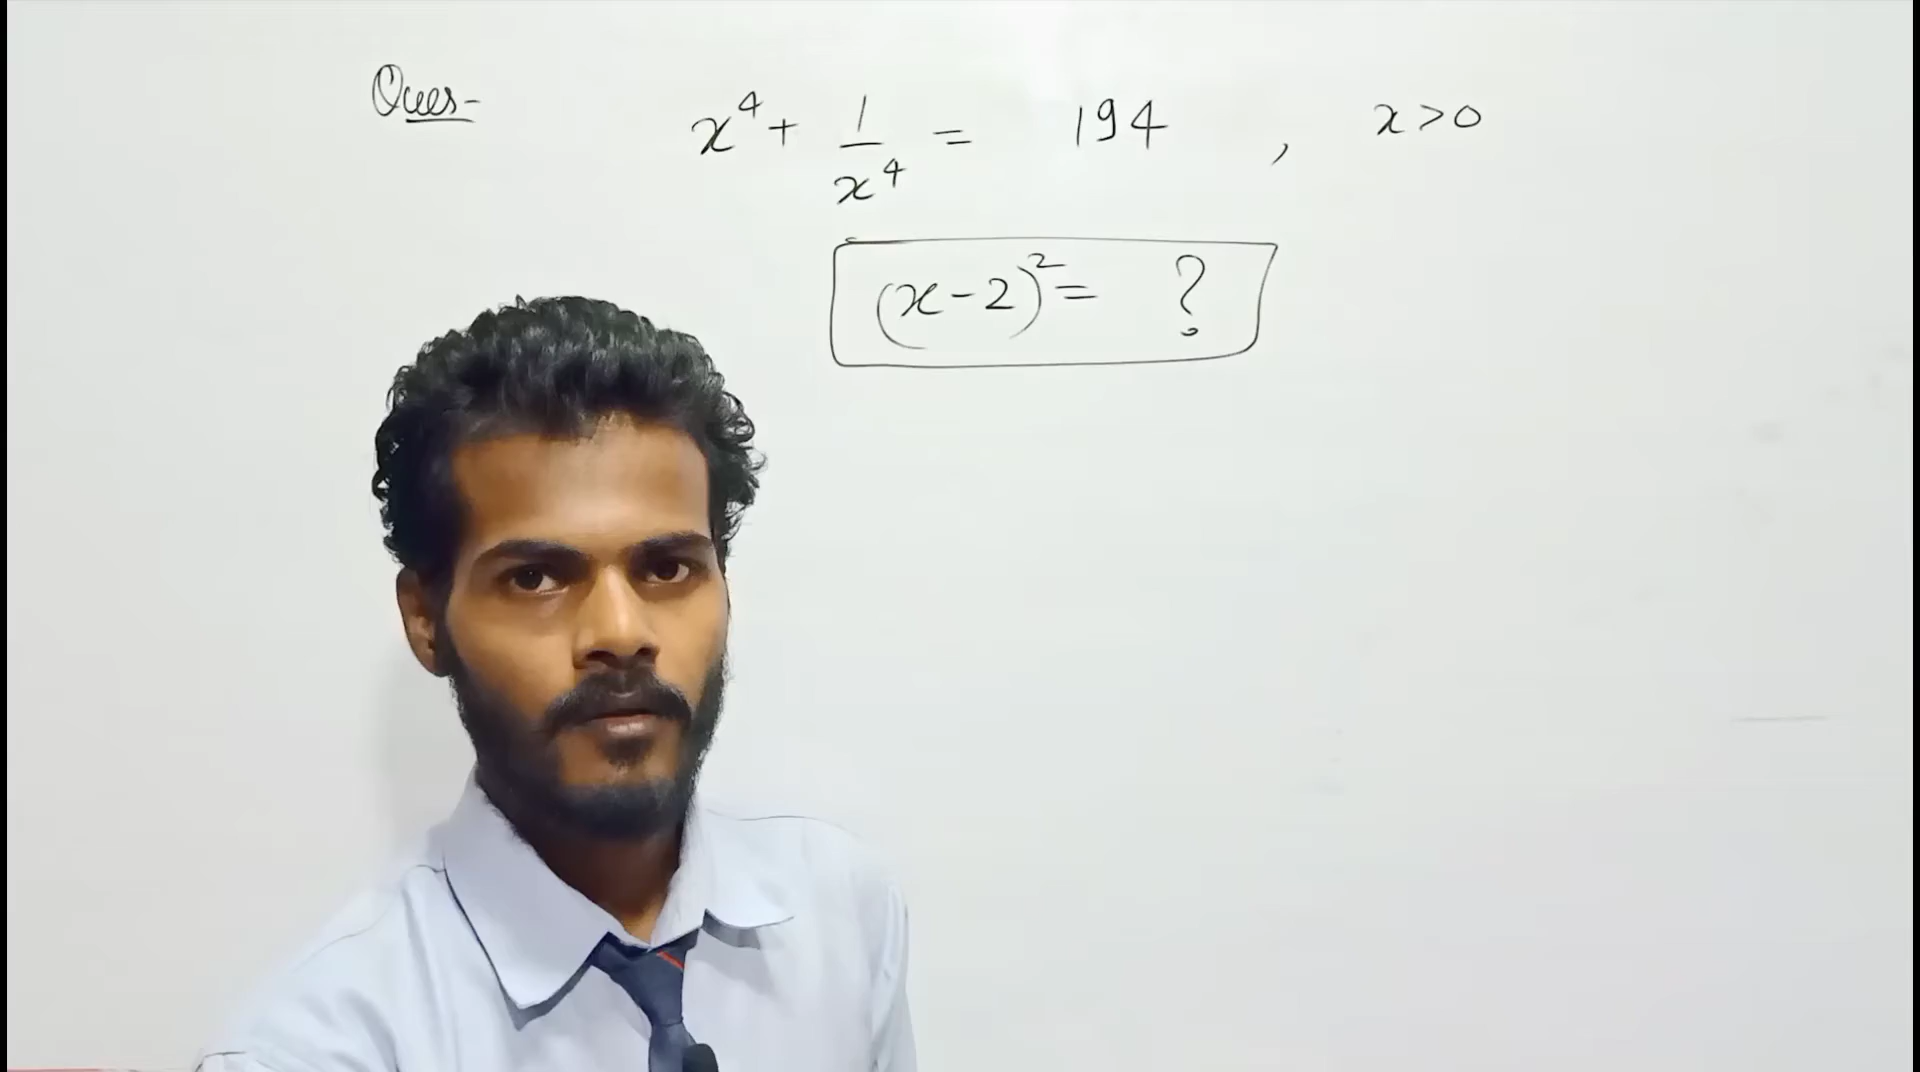 Ques- x⁴ + 1/x⁴ = 194 , x>0
(x-2)² = ?